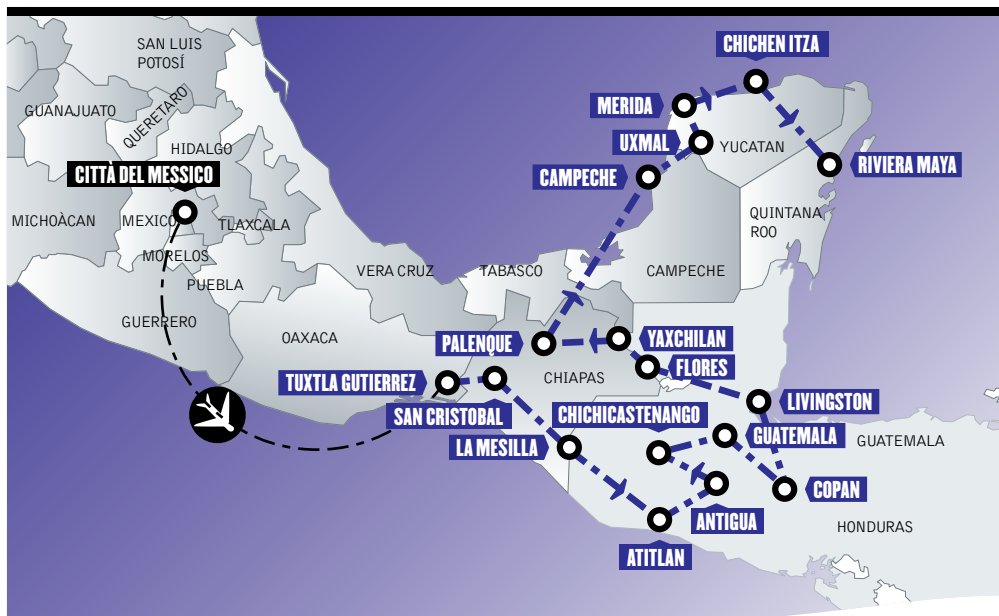 SAN LUIS
POTOSÍ
CHICHEN ITZA
GUANAJUATO
QUERETARO
MERIDA
HIDALGO
UXMAL
YUCATAN
CITTÀ DEL MESSICO
CAMPECHE
RIVIERA MAYA
MICHOÀCAN
MEXICO
TLAXCALA
QUINTANA
ROO
MORELOS
VERA CRUZ
TABASCO
CAMPECHE
PUEBLA
GUERRERO
OAXACA
PALENQUE
YAXCHILAN
FLORES
TUXTLA GUTIERREZ
CHIAPAS
LIVINGSTON
SAN CRISTOBAL
CHICHICASTENANGO
LA MESILLA
GUATEMALA
GUATEMALA
COPAN
ANTIGUA
HONDURAS
ATITLAN